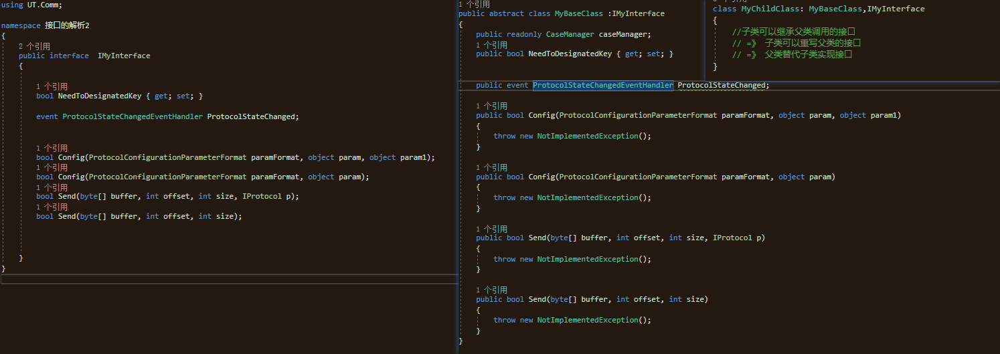 using UT.Comm;
namespace 接口的解析2
{
2 个引用
public interface  IMyInterface
{
1 个引用
bool NeedToDesignatedKey { get; set; }
event ProtocolStateChangedEventHandler ProtocolStateChanged;
1 个引用
bool Config(ProtocolConfigurationParameterFormat paramFormat, object param, object param1);
1 个引用
bool Config(ProtocolConfigurationParameterFormat paramFormat, object param);
1 个引用
bool Send(byte[] buffer, int offset, int size, IProtocol p);
1 个引用
bool Send(byte[] buffer, int offset, int size);
}
}
1 个引用
public abstract class MyBaseClass :IMyInterface
{
public readonly CaseManager caseManager;
1 个引用
public bool NeedToDesignatedKey { get; set; }
public event ProtocolStateChangedEventHandler ProtocolStateChanged;
1 个引用
public bool Config(ProtocolConfigurationParameterFormat paramFormat, object param, object param1)
{
throw new NotImplementedException();
}
1 个引用
public bool Config(ProtocolConfigurationParameterFormat paramFormat, object param)
{
throw new NotImplementedException();
}
1 个引用
public bool Send(byte[] buffer, int offset, int size, IProtocol p)
{
throw new NotImplementedException();
}
1 个引用
public bool Send(byte[] buffer, int offset, int size)
{
throw new NotImplementedException();
}
}
class MyChildClass: MyBaseClass,IMyInterface
{
//子类可以继承父类调用的接口
// =》 子类可以重写父类的接口
// =》 父类替代子类实现接口
}